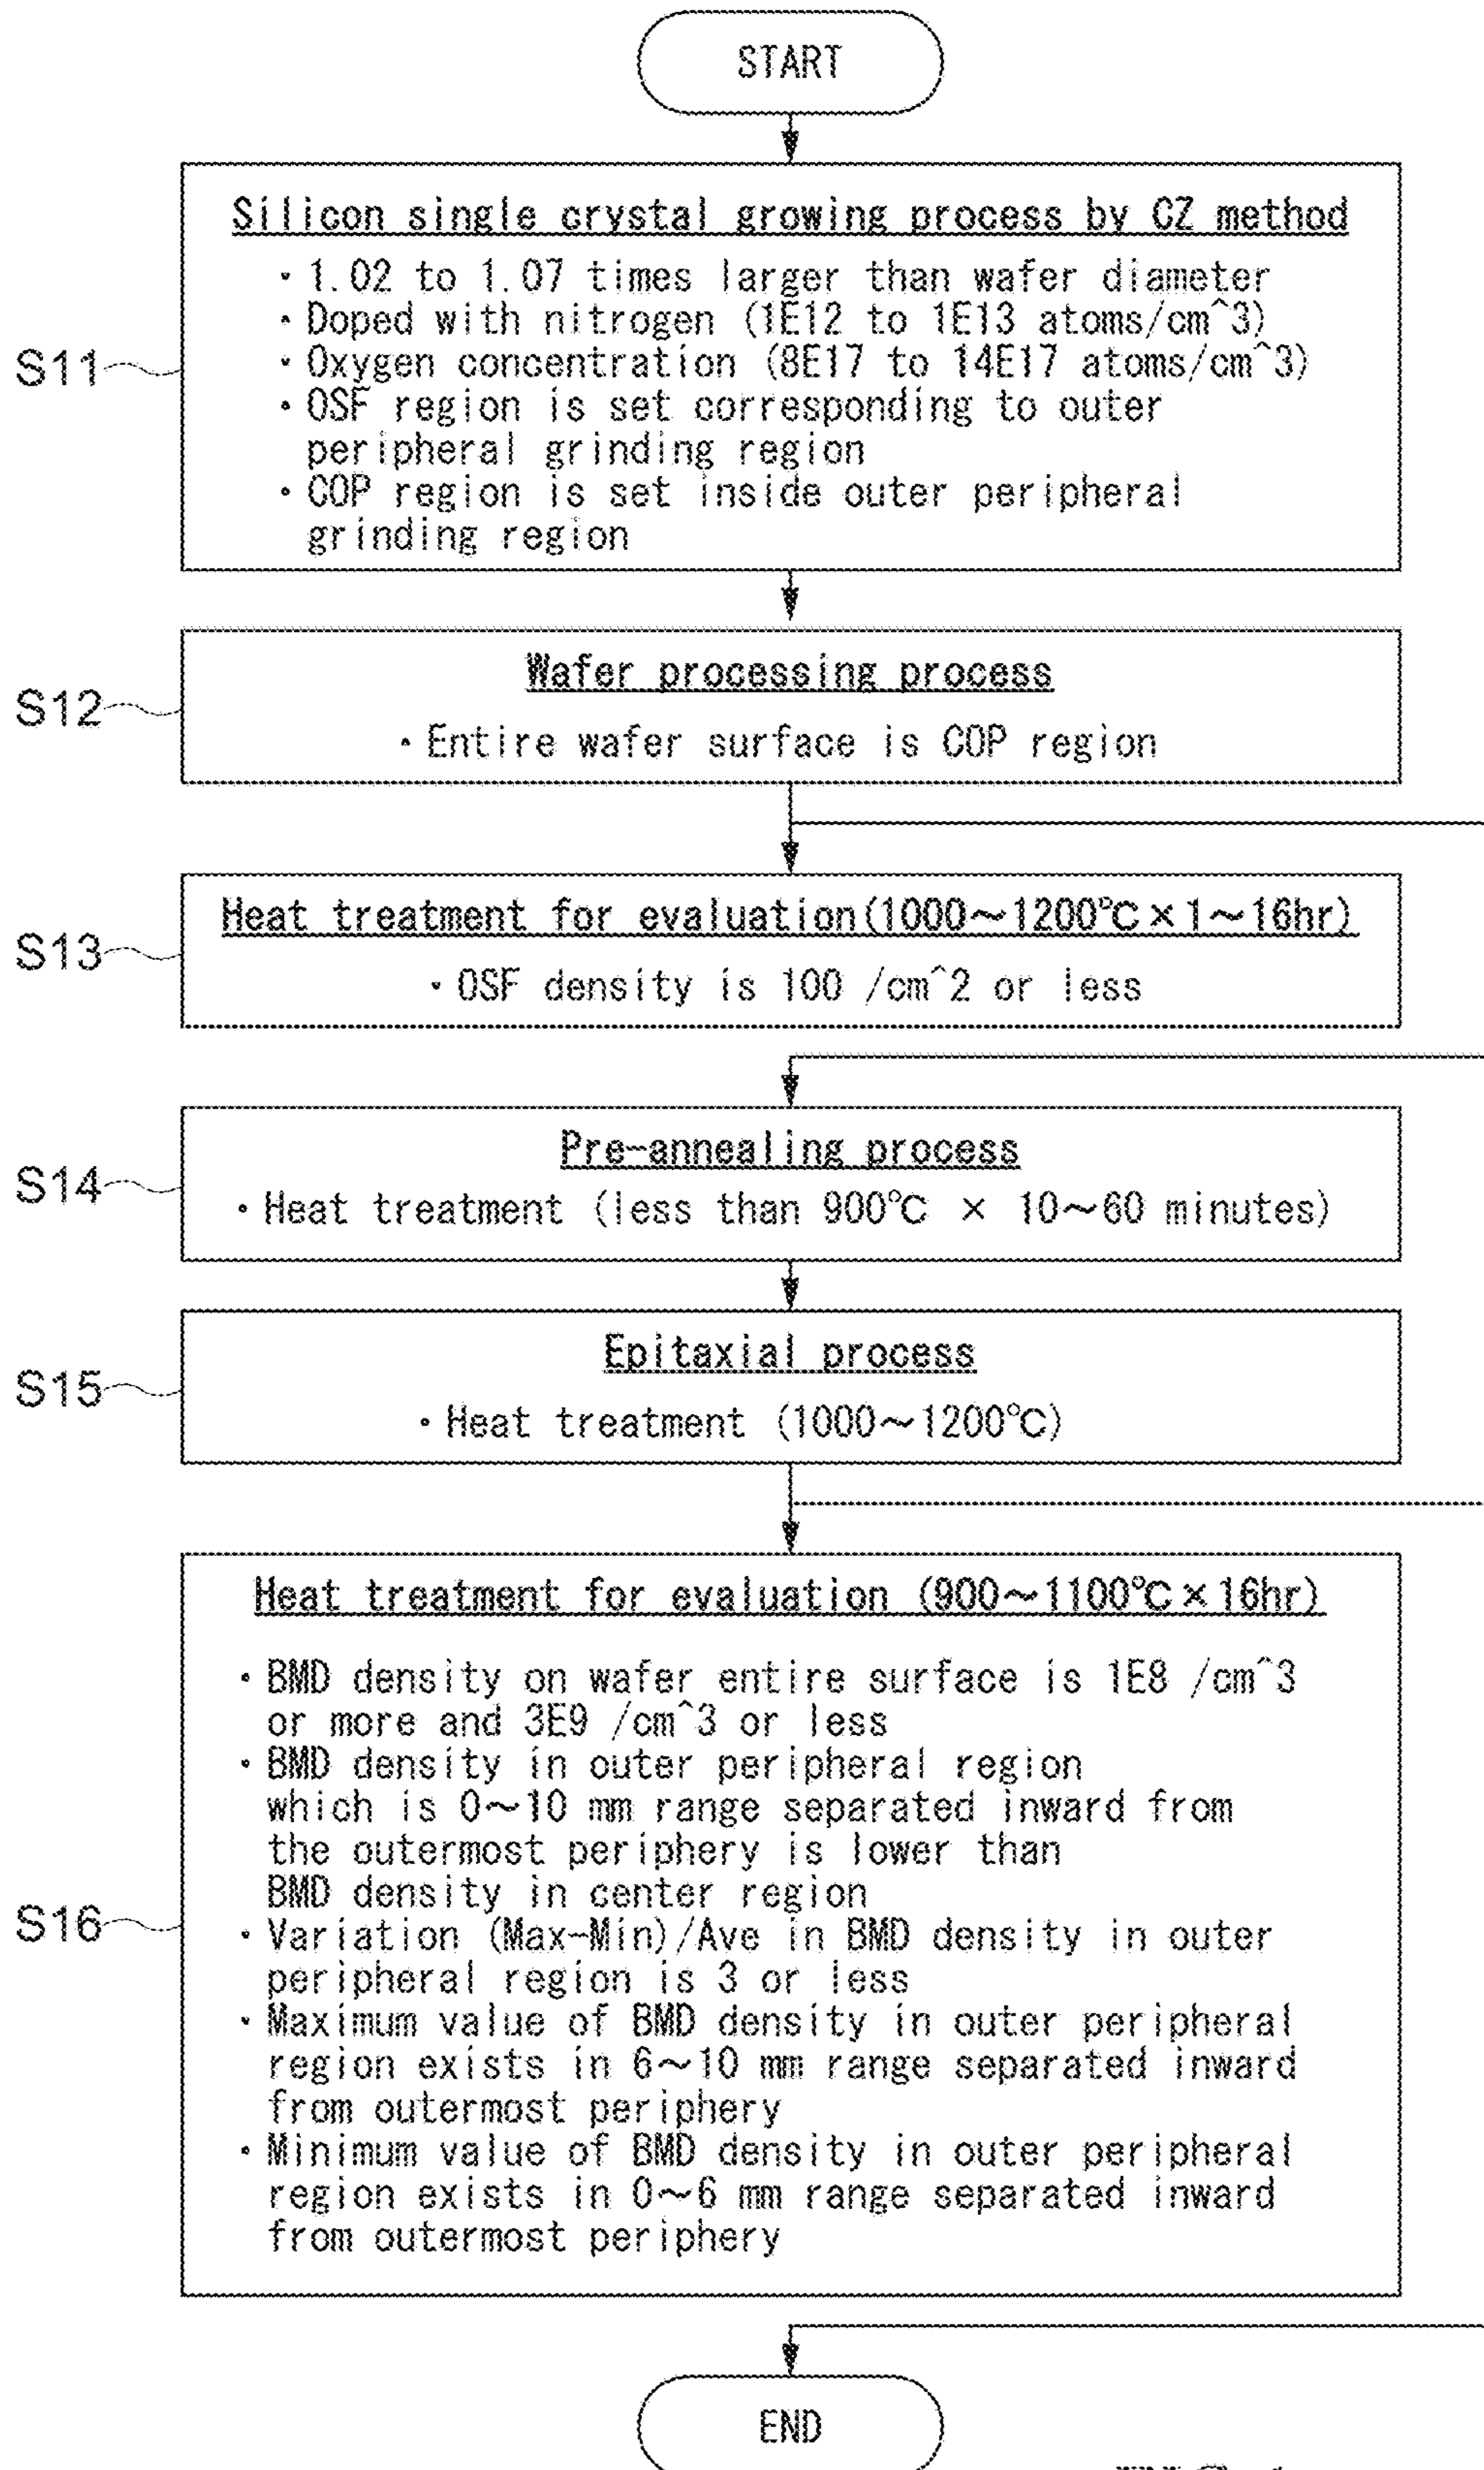 START
Silicon single crystal growing process by CZ method
・1.02 to 1.07 times larger than wafer diameter
・Doped with nitrogen (1E12 to 1E13 atoms/cm^3)
S11
・Oxygen concentration (8E17 to 14E17 atoms/cm^3)
・OSF region is set corresponding to outer
peripheral grinding region
・COP region is set inside outer peripheral
grinding region
Wafer processing process
S12
・Entire wafer surface is COP region
Heat treatment for evaluation(1000～1200℃×1～16hr)
S13
・OSF density is 100 /cm^2 or less
Pre-annealing process
S14
・Heat treatment (less than 900℃ × 10～60 minutes)
Epitaxial process
S15
・Heat treatment (1000～1200℃)
Heat treatment for evaluation (900～1100℃×16hr)
・BMD density on wafer entire surface is 1E8 /cm^3
or more and 3E9 /cm^3 or less
・BMD density in outer peripheral region
which is 0～10 mm range separated inward from
the outermost periphery is lower than
BMD density in center region
S16
・Variation (Max-Min)/Ave in BMD density in outer
peripheral region is 3 or less
・Maximum value of BMD density in outer peripheral
region exists in 6～10 mm range separated inward
from outermost periphery
・Minimum value of BMD density in outer peripheral
region exists in 0～6 mm range separated inward
from outermost periphery
END